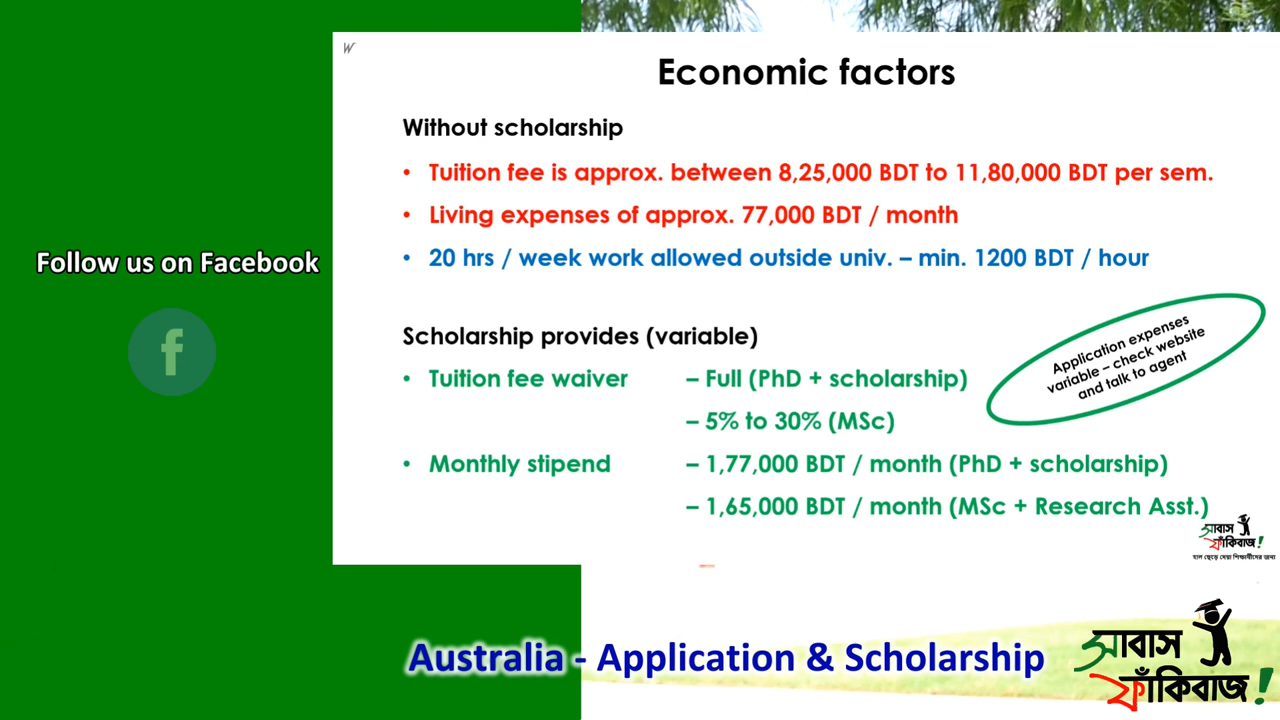 W
Economic factors
Without scholarship
• Tuition fee is approx. between 8,25,000 BDT to 11,80,000 BDT per sem.
• Living expenses of approx. 77,000 BDT / month
• 20 hrs / week work allowed outside univ. – min. 1200 BDT / hour
Follow us on Facebook
f
Application expenses
variable – check website
and talk to agent
Scholarship provides (variable)
• Tuition fee waiver – Full (PhD + scholarship)
– 5% to 30% (MSc)
• Monthly stipend – 1,77,000 BDT / month (PhD + scholarship)
– 1,65,000 BDT / month (MSc + Research Asst.)
সাবাস
ফাঁকিবাজ!
হাল ছেড়ে দেয়া শিক্ষার্থীদের জন্য
Australia - Application & Scholarship
সাবাস
ফাঁকিবাজ!